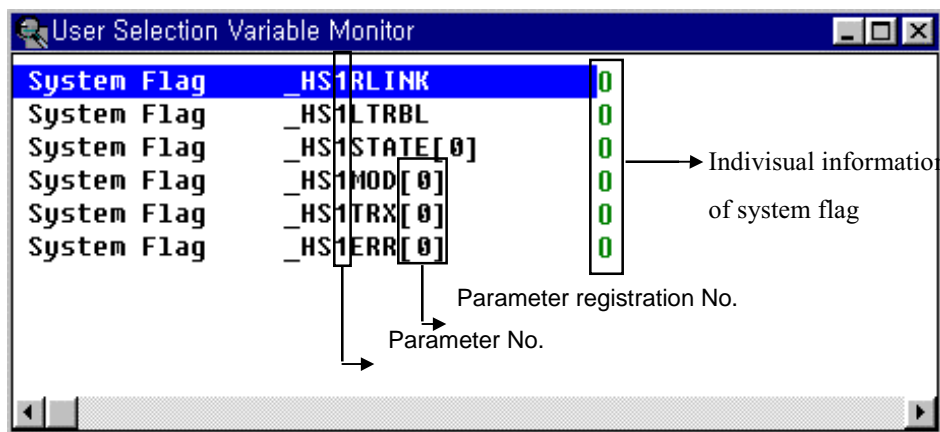 User Selection Variable Monitor
System Flag _HS1RLINK 0
System Flag _HS1LTRBL 0
System Flag _HS1STATE[0] 0
System Flag _HS1MOD[0] 0
System Flag _HS1TRX[0] 0
System Flag _HS1ERR[0] 0
Indivisual information
of system flag
Parameter registration No.
Parameter No.